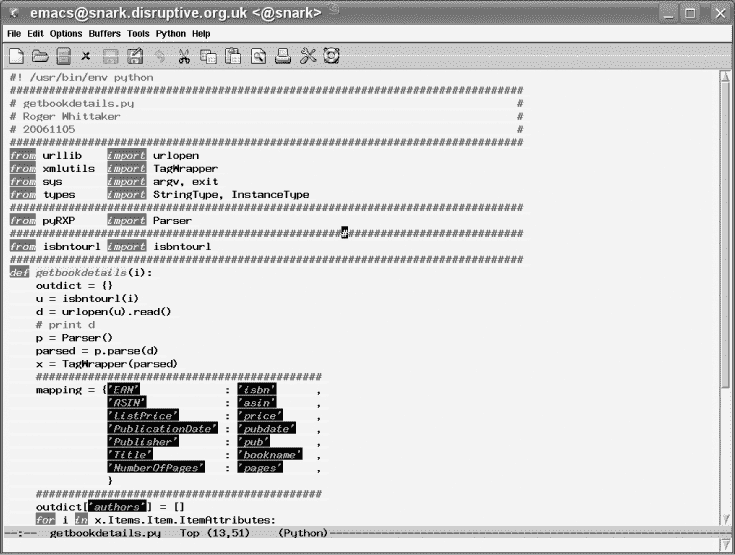 emacs@snark.disruptive.org.uk <@snark>
File Edit Options Buffers Tools Python Help
#! /usr/bin/env python
###############################################################################
# getbookdetails.py                                                           #
# Roger Whittaker                                                             #
# 20061105                                                                    #
###############################################################################
from urllib    import urlopen
from xmlutils  import TagWrapper
from sys       import argv, exit
from types     import StringType, InstanceType
###############################################################################
from pyRXP     import Parser
###############################################################################
from isbntourl import isbntourl
###############################################################################
def getbookdetails(i):
    outdict = {}
    u = isbntourl(i)
    d = urlopen(u).read()
    # print d
    p = Parser()
    parsed = p.parse(d)
    x = TagWrapper(parsed)
    ############################################
    mapping = {'EAN'             : 'isbn'      ,
               'ASIN'            : 'asin'      ,
               'ListPrice'       : 'price'     ,
               'PublicationDate' : 'pubdate'   ,
               'Publisher'       : 'pub'       ,
               'Title'           : 'bookname'  ,
               'NumberOfPages'   : 'pages'     ,
               }
    ############################################
    outdict['authors'] = []
    for i in x.Items.Item.ItemAttributes:
--:--  getbookdetails.py   Top (13,51)    (Python)------------------------------